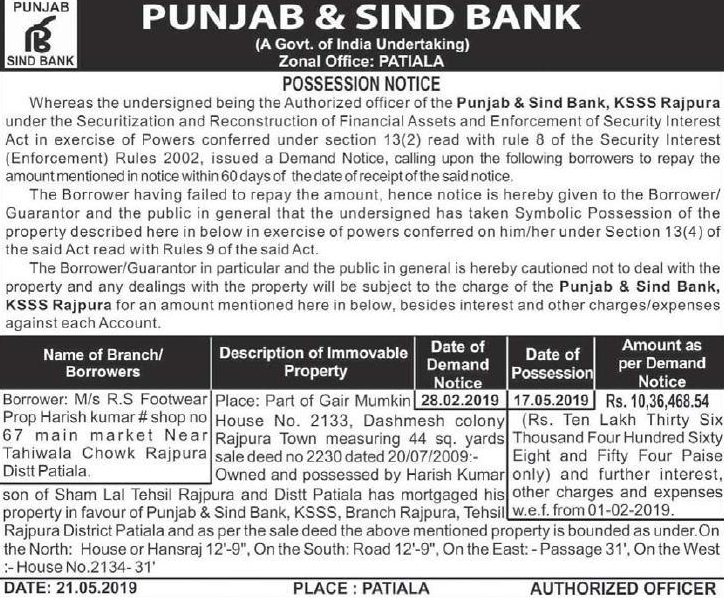 PUNJAB
SIND BANK
PUNJAB & SIND BANK
(A Govt. of India Undertaking)
Zonal Office: PATIALA
POSSESSION NOTICE
Whereas the undersigned being the Authorized officer of the Punjab & Sind Bank, KSSS Rajpura
under the Securitization and Reconstruction of Financial Assets and Enforcement of Security Interest
Act in exercise of Powers conferred under section 13(2) read with rule 8 of the Security Interest
(Enforcement) Rules 2002, issued a Demand Notice, calling upon the following borrowers to repay the
amount mentioned in notice within 60 days of the date of receipt of the said notice.
The Borrower having failed to repay the amount, hence notice is hereby given to the Borrower/
Guarantor and the public in general that the undersigned has taken Symbolic Possession of the
property described here in below in exercise of powers conferred on him/her under Section 13(4) of
the said Act read with Rules 9 of the said Act.
The Borrower/Guarantor in particular and the public in general is hereby cautioned not to deal with the
property and any dealings with the property will be subject to the charge of the Punjab & Sind Bank,
KSSS Rajpura for an amount mentioned here in below, besides interest and other charges/expenses
against each Account.
Name of Branch/
Borrowers
Description of Immovable
Property
Date of
Demand
Notice
Date of
Possession
Amount as
per Demand
Notice
Borrower: M/s R.S Footwear
Prop Harish kumar # shop no
67 main market Near
Tahiwala Chowk Rajpura
Distt Patiala.
Place: Part of Gair Mumkin
House No. 2133, Dashmesh colony
Rajpura Town measuring 44 sq. yards
sale deed no 2230 dated 20/07/2009:-
Owned and possessed by Harish Kumar
son of Sham Lal Tehsil Rajpura and Distt Patiala has mortgaged his
property in favour of Punjab & Sind Bank, KSSS, Branch Rajpura, Tehsil
Rajpura District Patiala and as per the sale deed the above mentioned property is bounded as under. On
the North: House or Hansraj 12'-9", On the South: Road 12'-9", On the East: - Passage 31', On the West
:- House No.2134- 31'
28.02.2019
17.05.2019
Rs. 10,36,468.54
(Rs. Ten Lakh Thirty Six
Thousand Four Hundred Sixty
Eight and Fifty Four Paise
only) and further interest,
other charges and expenses
w.e.f. from 01-02-2019.
DATE: 21.05.2019 PLACE : PATIALA AUTHORIZED OFFICER